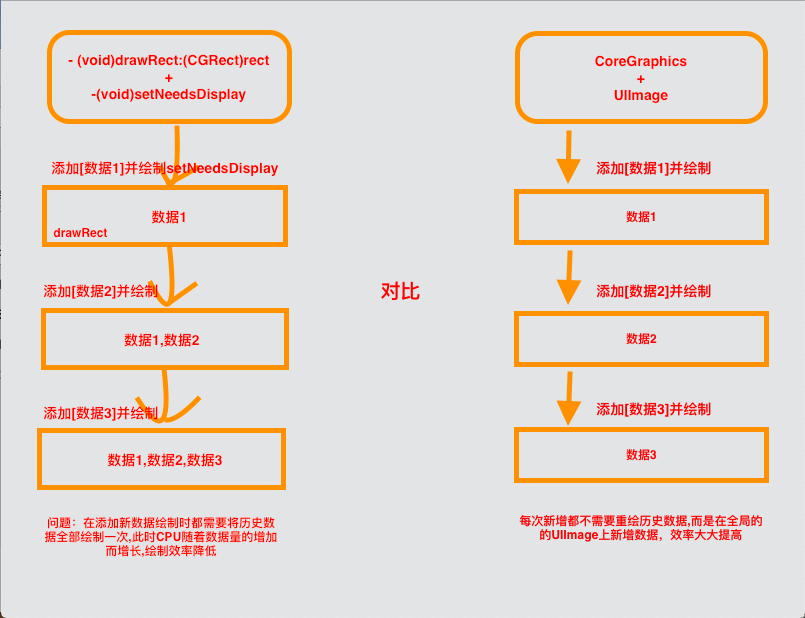 - (void)drawRect:(CGRect)rect
+
-(void)setNeedsDisplay
添加[数据1]并绘制setNeedsDisplay
数据1
drawRect
添加[数据2]并绘制
数据1,数据2
添加[数据3]并绘制
数据1,数据2,数据3
问题：在添加新数据绘制时都需要将历史数
据全部绘制一次,此时CPU随着数据量的增加
而增长,绘制效率降低
对比
CoreGraphics
+
UIImage
添加[数据1]并绘制
数据1
添加[数据2]并绘制
数据2
添加[数据3]并绘制
数据3
每次新增都不需要重绘历史数据,而是在全局的
的UIImage上新增数据，效率大大提高